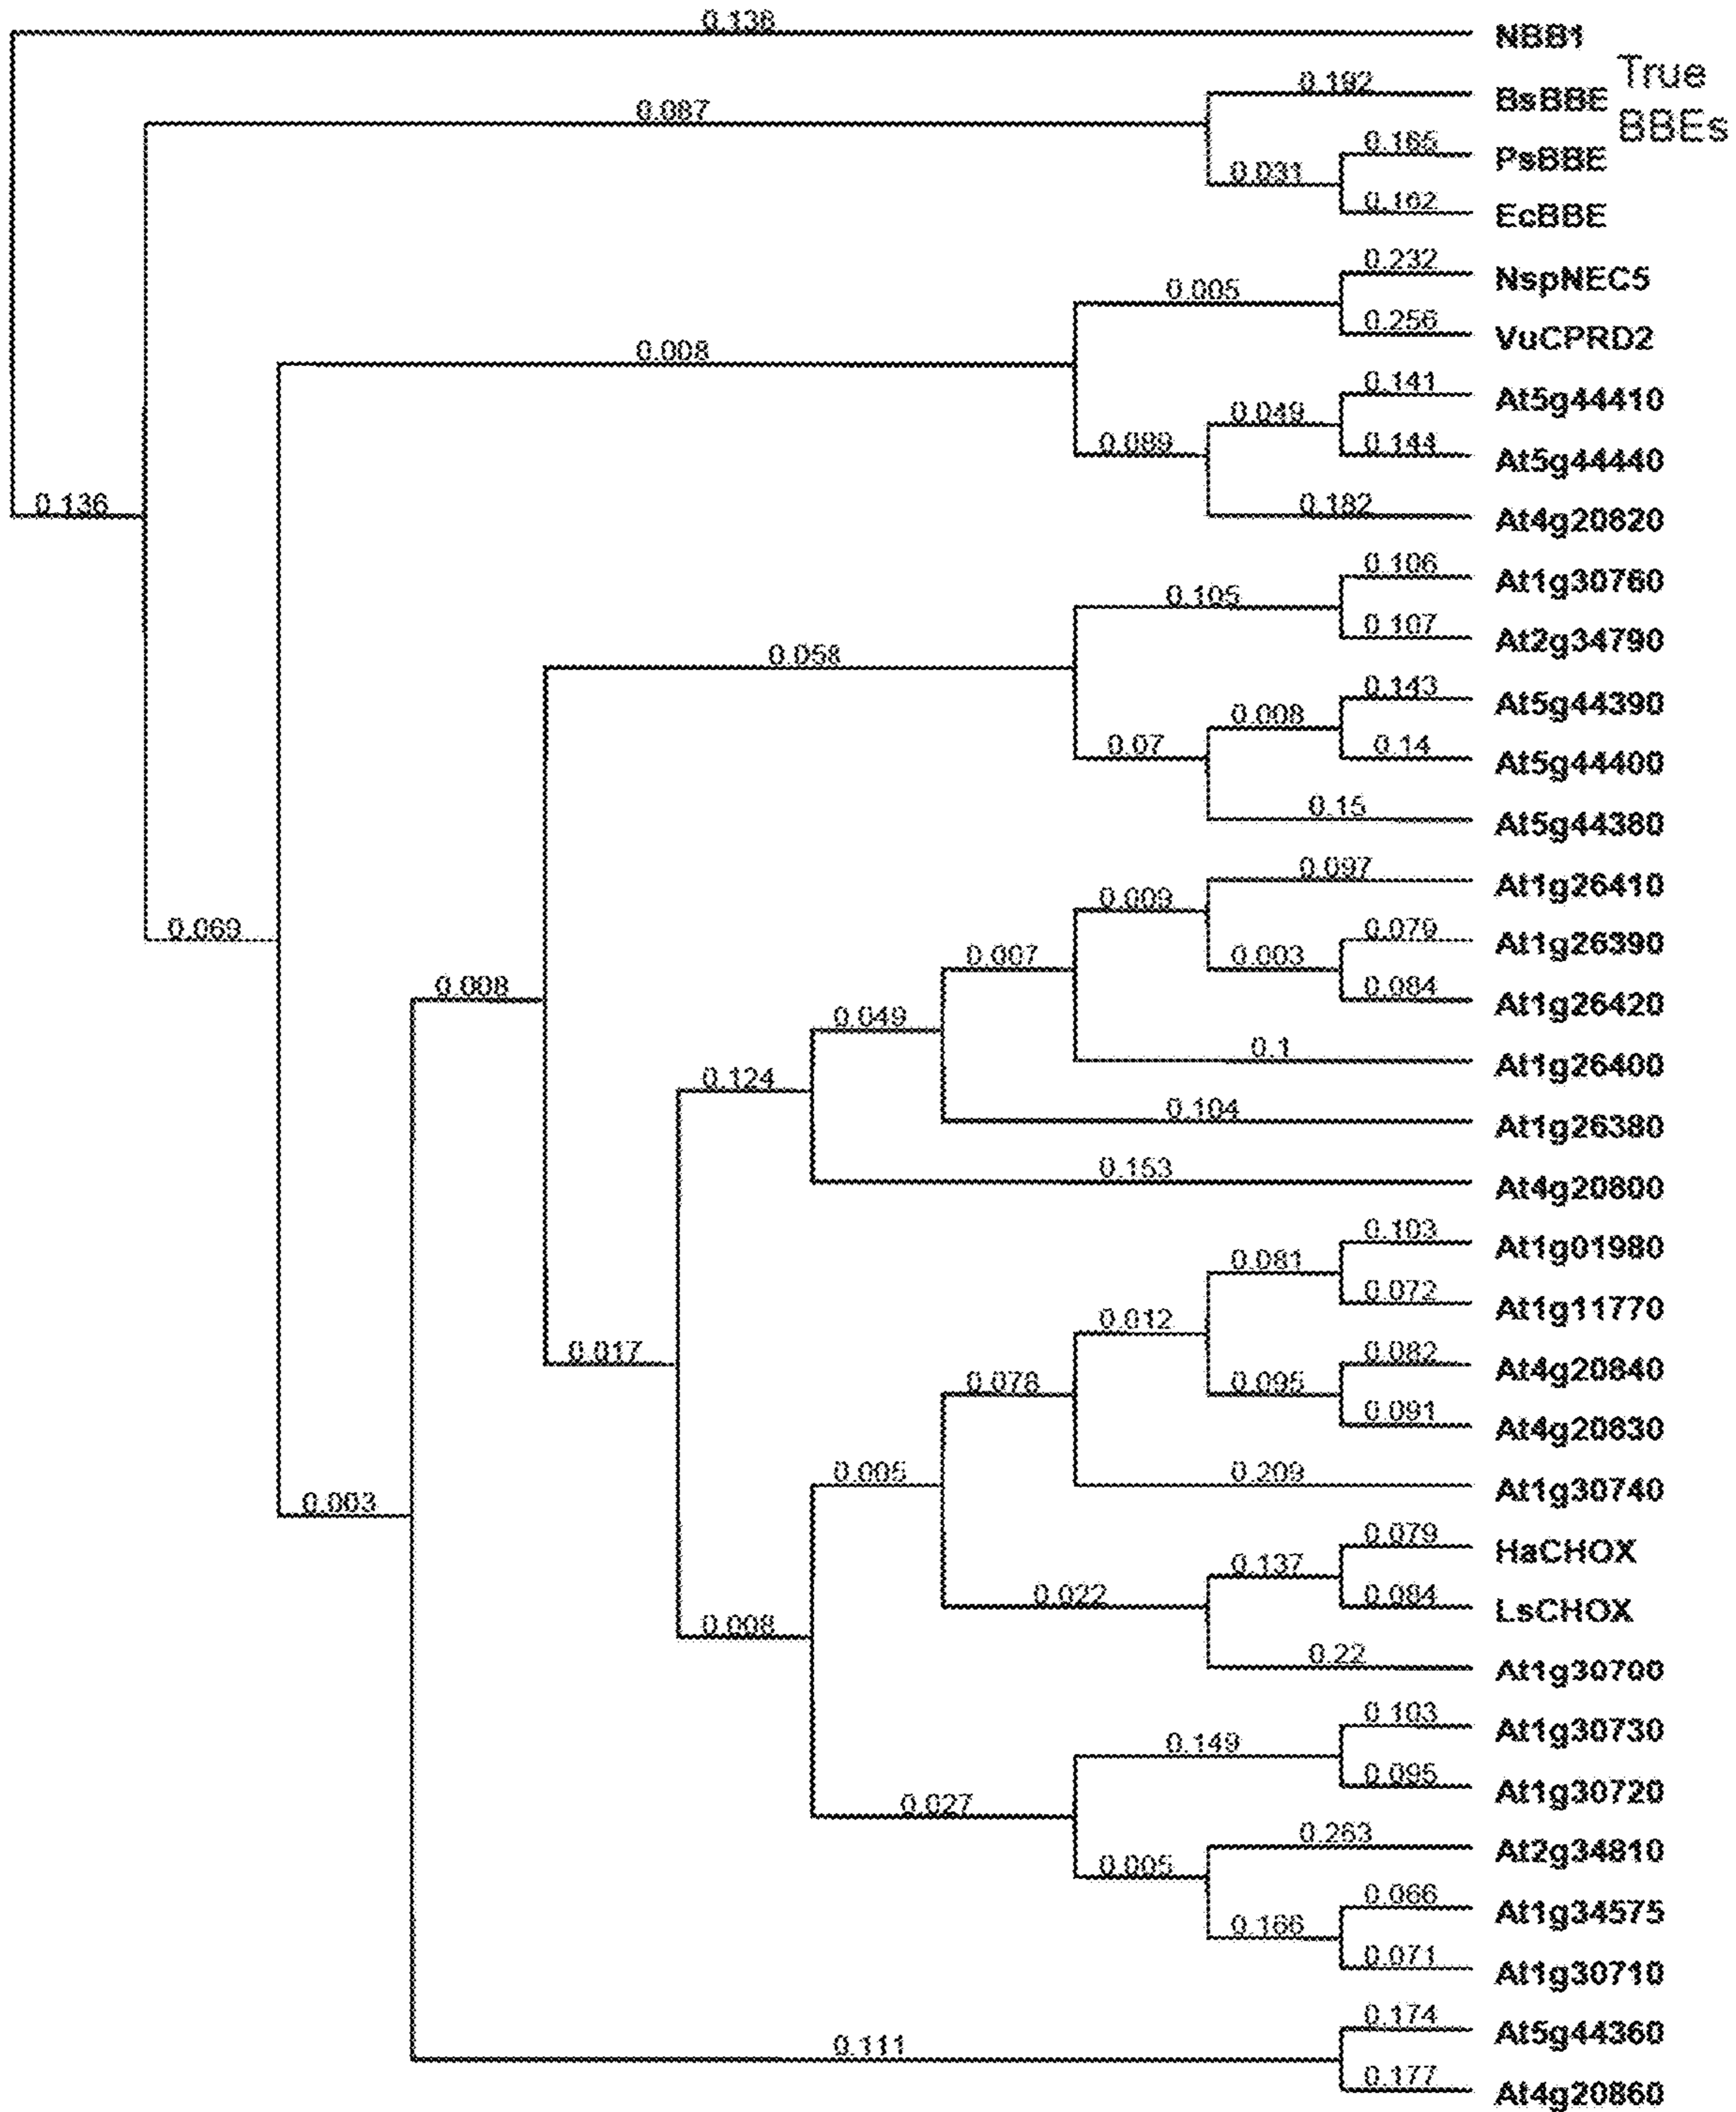 0.138
NBB1
True
BBEs
0.192
BsBBE
0.087
0.165
PsBBE
0.031
0.162
EcBBE
0.232
NspNEC5
0.005
0.256
VuCPRD2
0.008
0.141
At5g44410
0.049
0.144
At5g44440
0.089
0.182
At4g20820
0.136
0.106
At1g30760
0.105
0.107
At2g34790
0.058
0.143
At5g44390
0.008
0.14
At5g44400
0.07
0.15
At5g44380
0.097
At1g26410
0.009
0.079
At1g26390
0.069
0.007
0.003
0.084
At1g26420
0.008
0.049
0.1
At1g26400
0.124
0.104
At1g26380
0.153
At4g20800
0.103
At1g01980
0.081
0.072
At1g11770
0.012
0.082
At4g20840
0.017
0.078
0.095
0.091
At4g20830
0.005
0.209
At1g30740
0.003
0.079
HaCHOX
0.137
0.084
LsCHOX
0.022
0.008
0.22
At1g30700
0.103
At1g30730
0.149
0.095
At1g30720
0.027
0.263
At2g34810
0.005
0.066
At1g34575
0.166
0.071
At1g30710
0.174
At5g44360
0.111
0.177
At4g20860